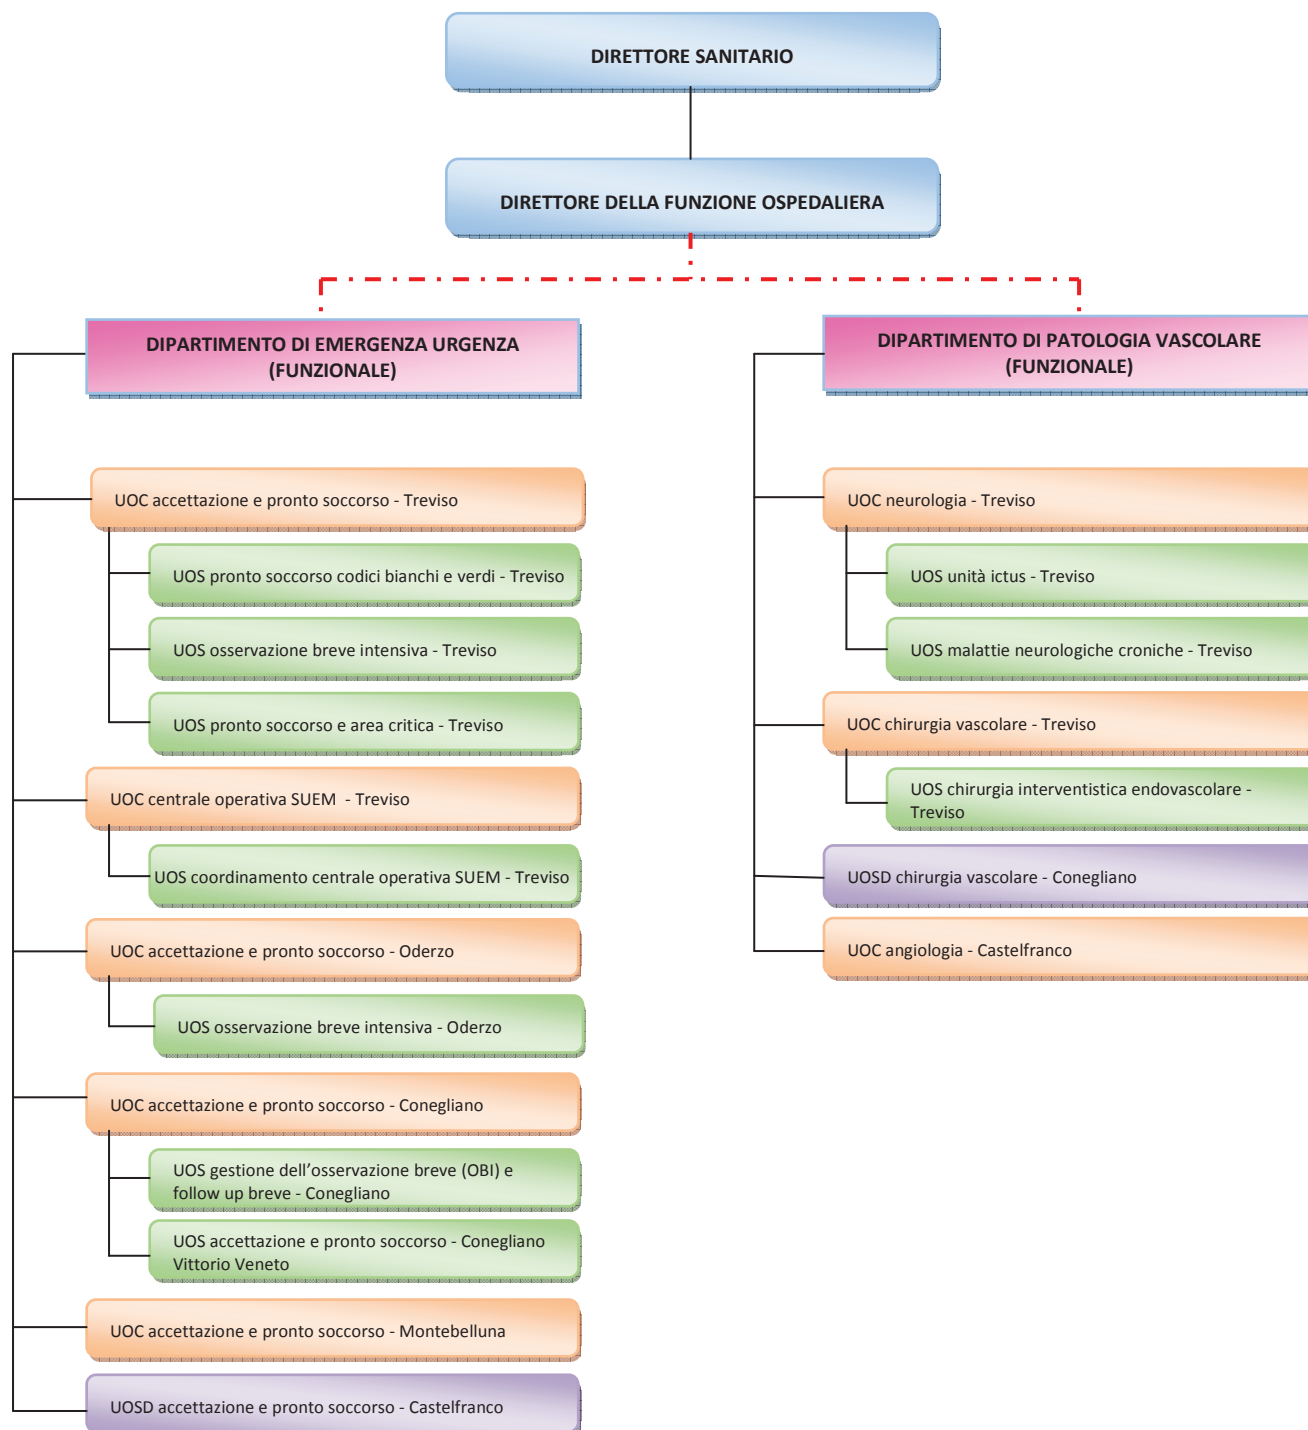 DIRETTORE SANITARIO
DIRETTORE DELLA FUNZIONE OSPEDALIERA
DIPARTIMENTO DI EMERGENZA URGENZA
(FUNZIONALE)
UOC accettazione e pronto soccorso - Treviso
UOS pronto soccorso codici bianchi e verdi - Treviso
UOS osservazione breve intensiva - Treviso
UOS pronto soccorso e area critica - Treviso
UOC centrale operativa SUEM - Treviso
UOS coordinamento centrale operativa SUEM - Treviso
UOC accettazione e pronto soccorso - Oderzo
UOS osservazione breve intensiva - Oderzo
UOC accettazione e pronto soccorso - Conegliano
UOS gestione dell’osservazione breve (OBI) e
follow up breve - Conegliano
UOS accettazione e pronto soccorso - Conegliano
Vittorio Veneto
UOC accettazione e pronto soccorso - Montebelluna
UOSD accettazione e pronto soccorso - Castelfranco
DIPARTIMENTO DI PATOLOGIA VASCOLARE
(FUNZIONALE)
UOC neurologia - Treviso
UOS unità ictus - Treviso
UOS malattie neurologiche croniche - Treviso
UOC chirurgia vascolare - Treviso
UOS chirurgia interventistica endovascolare -
Treviso
UOSD chirurgia vascolare - Conegliano
UOC angiologia - Castelfranco